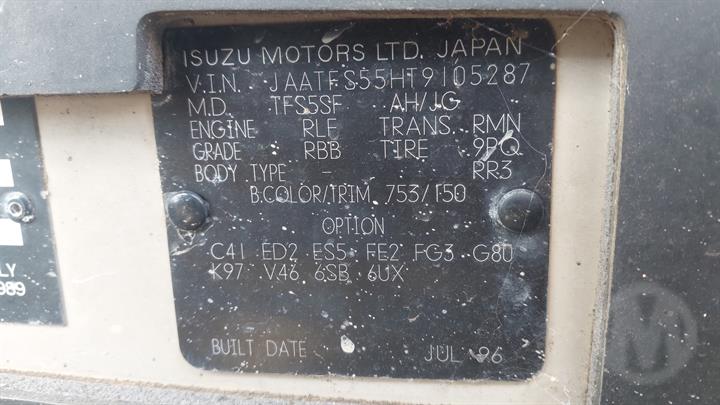 ISUZU MOTORS LTD. JAPAN
V.I.N. JAATFS55HT9105287
M.D. TFS5SF AH/JG
ENGINE RLF TRANS. RMN
GRADE RBB TIRE 9PQ
BODY TYPE - RR3
B.COLOR/TRIM 753/150
OPTION
C41 ED2 ES5 FE2 FG3 G80
K97 V46 6SB 6UX
BUILT DATE JUL '96
LY
989
M